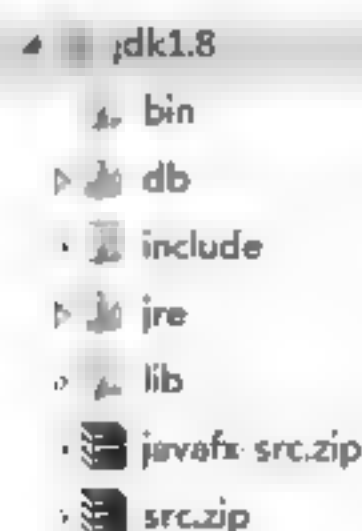 jdk1.8
bin
db
include
jre
lib
javafx-src.zip
src.zip